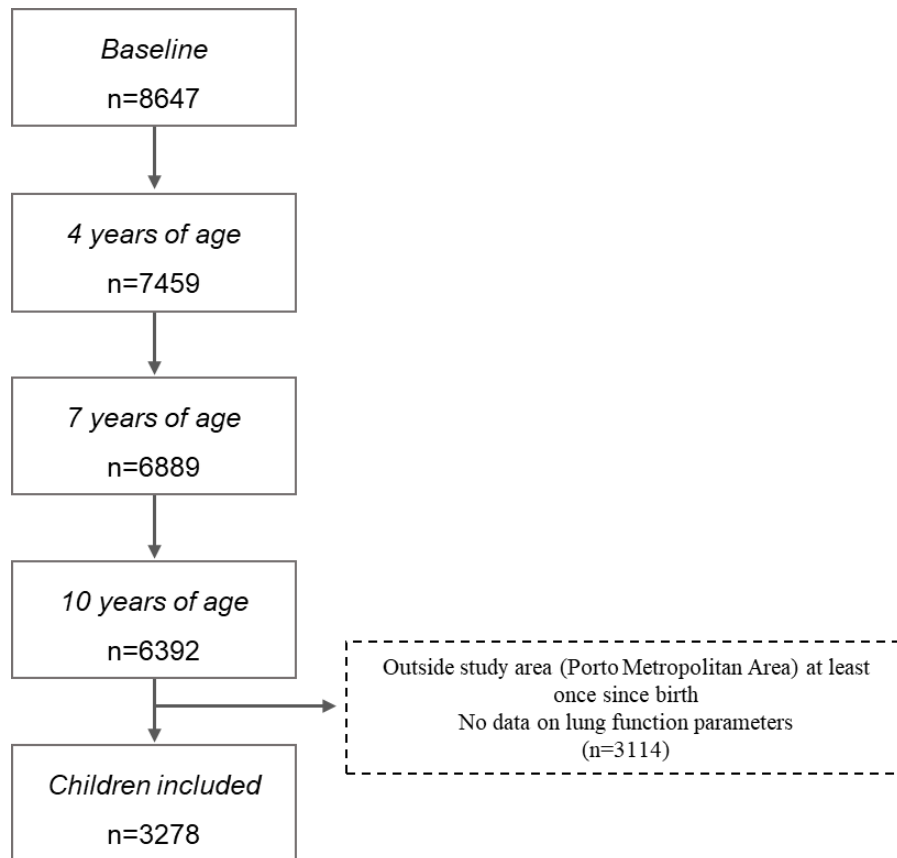 Baseline
n=8647
4 years of age
n=7459
7 years of age
n=6889
10 years of age
n=6392
Outside study area (Porto Metropolitan Area) at least
once since birth
No data on lung function parameters
(n=3114)
Children included
n=3278